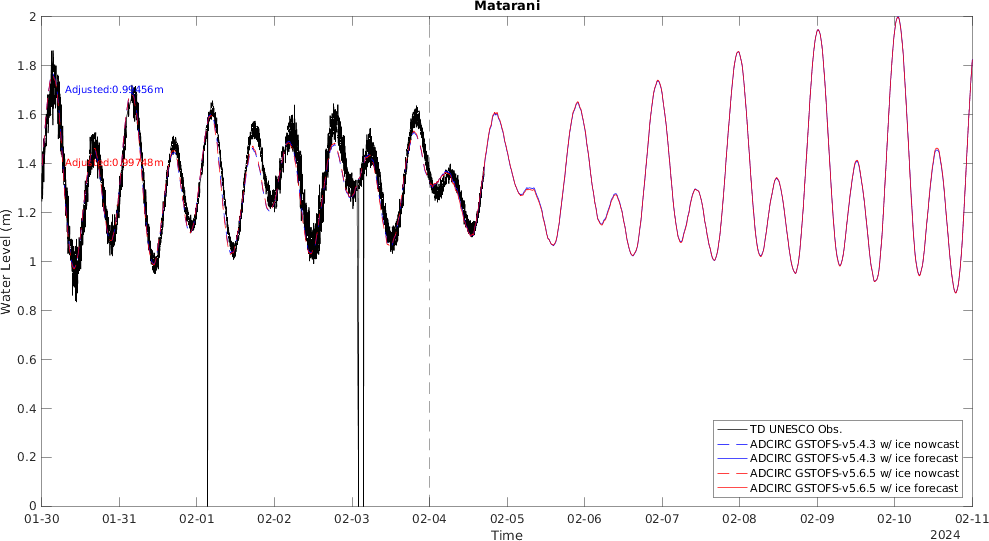 Matarani
2
1.8
1.6
1.4
1.2
1
0.8
0.6
0.4
0.2
0
Water Level (m)
Adjusted:0.99456m
Adjusted:0.99748m
TD UNESCO Obs.
ADCIRC GSTOFS-v5.4.3 w/ ice nowcast
ADCIRC GSTOFS-v5.4.3 w/ ice forecast
ADCIRC GSTOFS-v5.6.5 w/ ice nowcast
ADCIRC GSTOFS-v5.6.5 w/ ice forecast
01-30 01-31 02-01 02-02 02-03 02-04 02-05 02-06 02-07 02-08 02-09 02-10 02-11
Time
2024